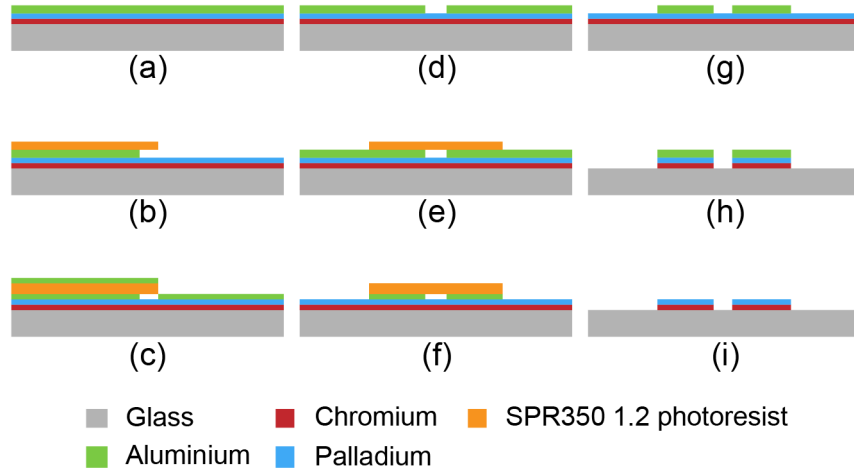 (a)
(d)
(g)
(b)
(e)
(h)
(c)
(f)
(i)
Glass
Chromium
SPR350 1.2 photoresist
Aluminium
Palladium